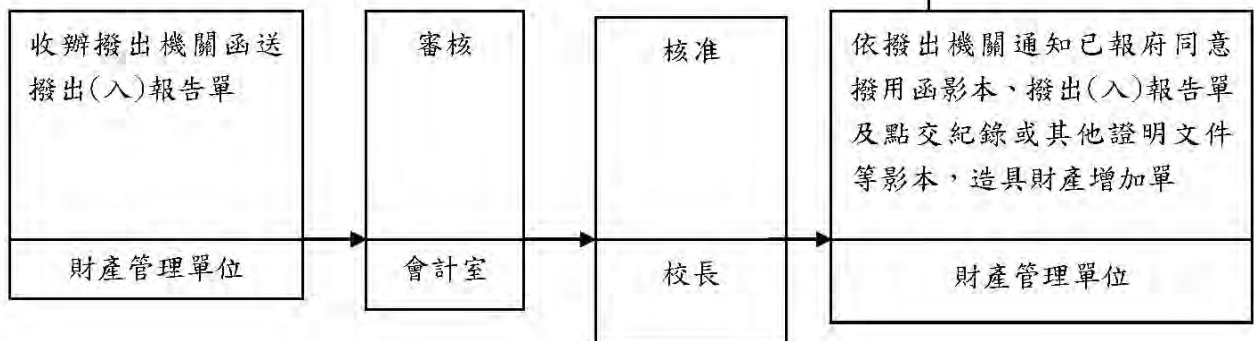 收辦撥出機關函送
撥出(入)報告單
財產管理單位
審核
會計室
核准
校長
依撥出機關通知已報府同意
撥用函影本、撥出(入)報告單
及點交紀錄或其他證明文件
等影本，造具財產增加單
財產管理單位